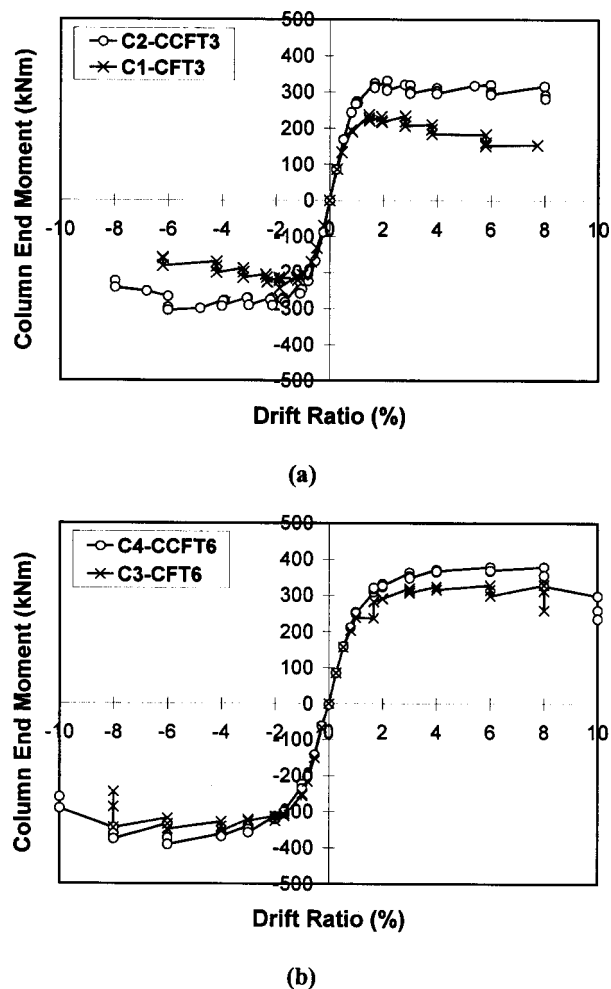 500
C2-CCFT3
C1-CFT3
400
300
200
100
0
-10 -8 -6 -4 -2 0 2 4 6 8 10
-100
-200
-300
-400
-500
Column End Moment (kNm)
Drift Ratio (%)
(a)
500
C4-CCFT6
C3-CFT6
400
300
200
100
0
-10 -8 -6 -4 -2 0 2 4 6 8 10
-100
-200
-300
-400
-500
Column End Moment (kNm)
Drift Ratio (%)
(b)